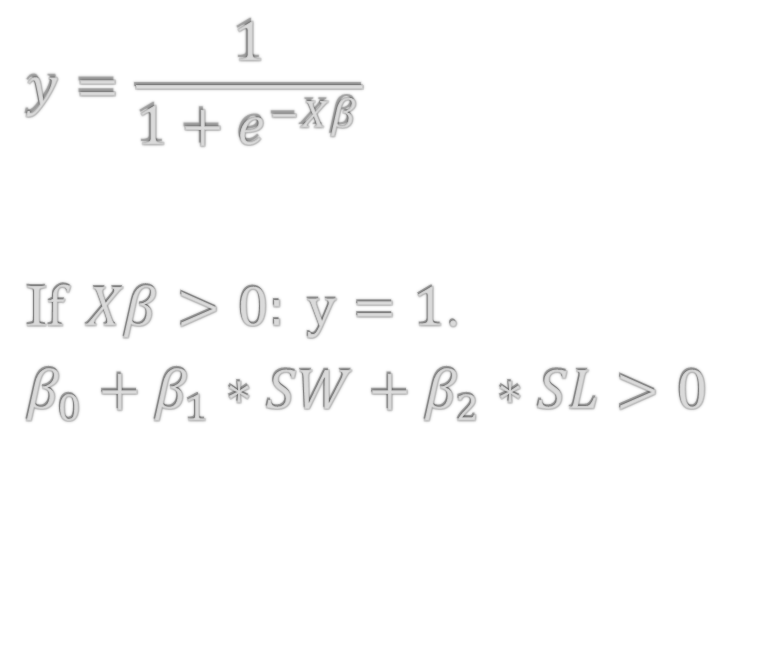 y = 1 / (1 + e^{−Xβ})
If Xβ > 0: y = 1.
β₀ + β₁ * SW + β₂ * SL > 0